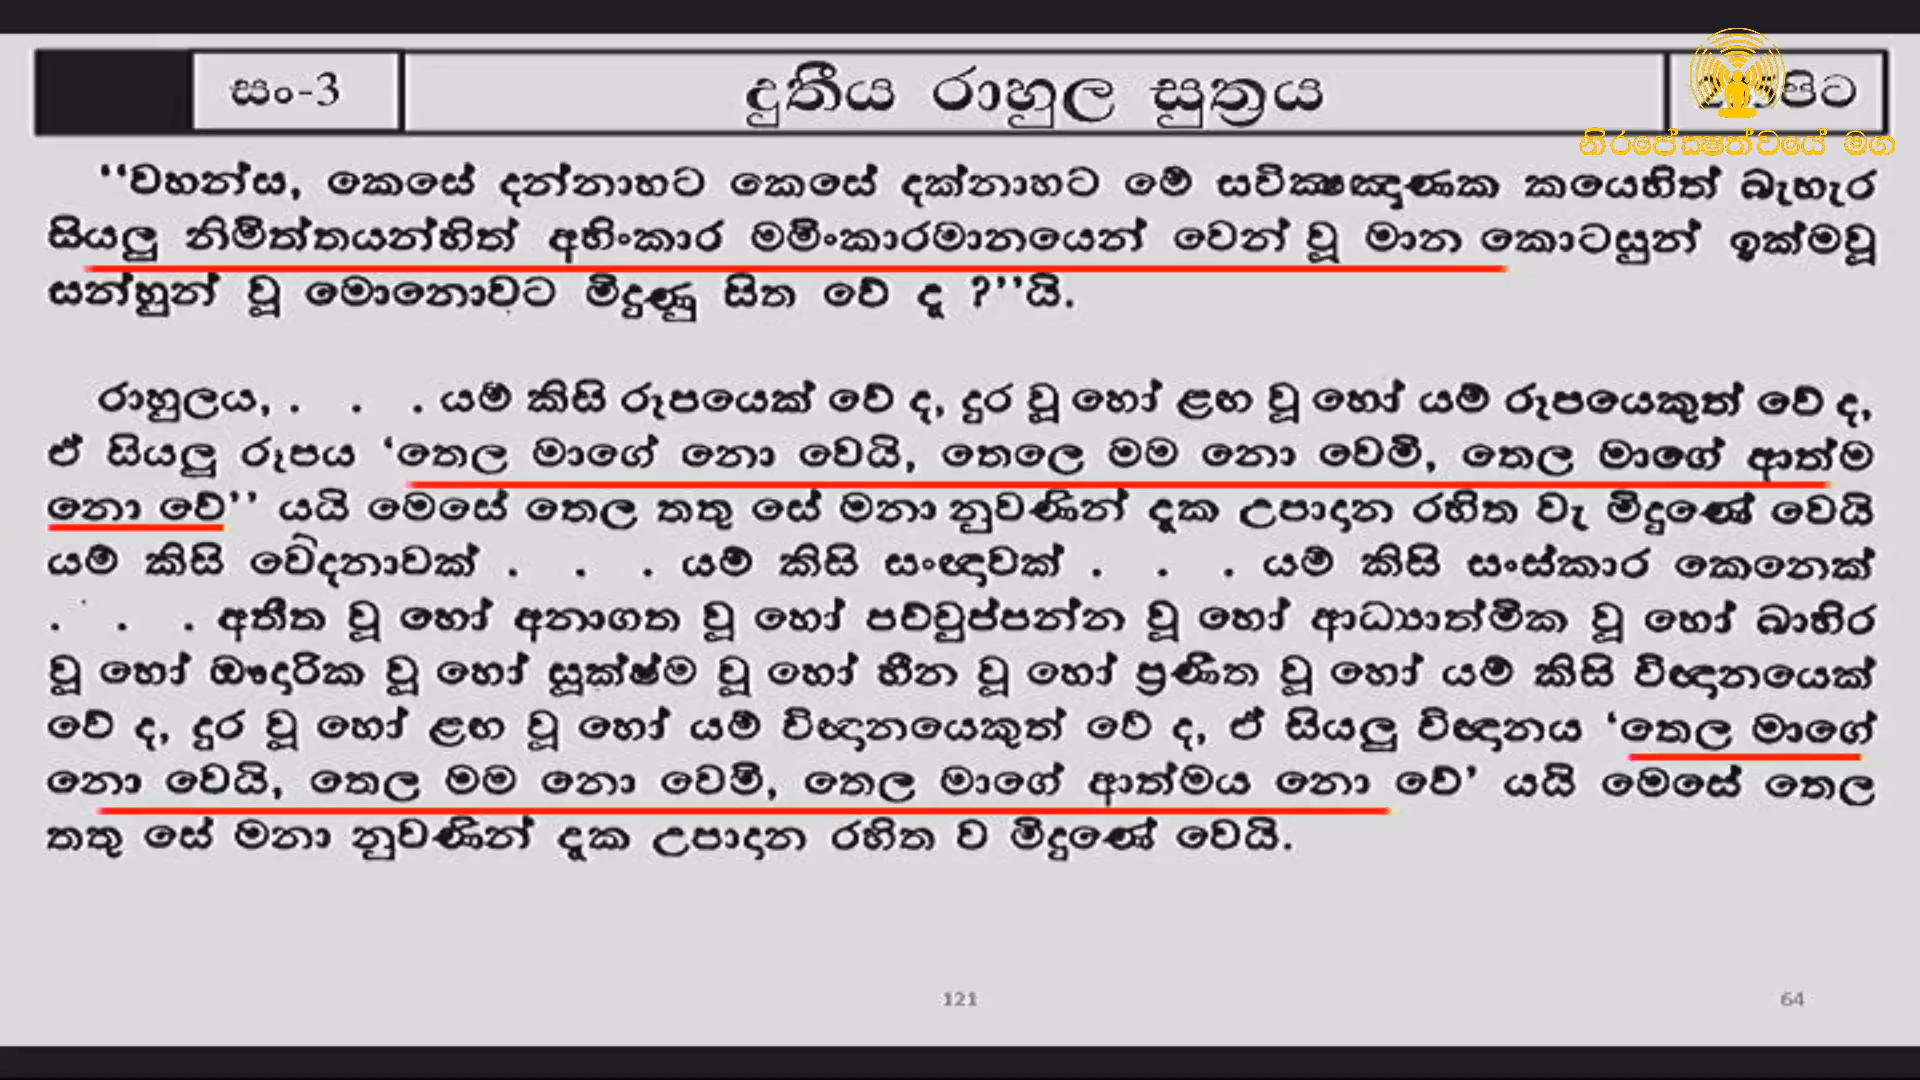 සං-3
දුතීය රාහුල සුත්‍රය
පිට
නිරපේක්‍ෂත්වයේ මග
‘‘වහන්ස, කෙසේ දන්නාහට කෙසේ දක්නාහට මේ සවික්‍ෂඤාණක කයෙහිත් බැහැර
සියලු නිමිත්තයන්හිත් අහිංකාර මමිංකාරමානයෙන් වෙන් වූ මාන කොටසුන් ඉක්මවූ
සන්හුන් වූ මොනොවට මිදුණු සිත වේ ද ?’’යි.
රාහුලය, . . . යම් කිසි රූපයෙක් වේ ද, දුර වූ හෝ ළඟ වූ හෝ යම් රූපයෙකුත් වේ ද,
ඒ සියලු රූපය ‘තෙල මාගේ නො වෙයි, තෙලෙ මම නො වෙමි, තෙල මාගේ ආත්ම
නො වේ’’ යයි මෙසේ තෙල තතු සේ මනා නුවණින් දැක උපාදාන රහිත වැ මිදුණේ වෙයි
යම් කිසි වේදනාවක් . . . යම් කිසි සංඥාවක් . . . යම් කිසි සංස්කාර කෙනෙක්
. . . අතීත වූ හෝ අනාගත වූ හෝ පච්චුප්පන්න වූ හෝ ආධ්‍යාත්මික වූ හෝ බාහිර
වූ හෝ ඖදාරික වූ හෝ සූක්ෂ්ම වූ හෝ හීන වූ හෝ ප්‍රණීත වූ හෝ යම් කිසි විඥානයෙක්
වේ ද, දුර වූ හෝ ළඟ වූ හෝ යම් විඥානයෙකුත් වේ ද, ඒ සියලු විඥානය ‘තෙල මාගේ
නො වෙයි, තෙල මම නො වෙමි, තෙල මාගේ ආත්මය නො වේ’ යයි මෙසේ තෙල
තතු සේ මනා නුවණින් දැක උපාදාන රහිත ව මිදුණේ වෙයි.
121
64